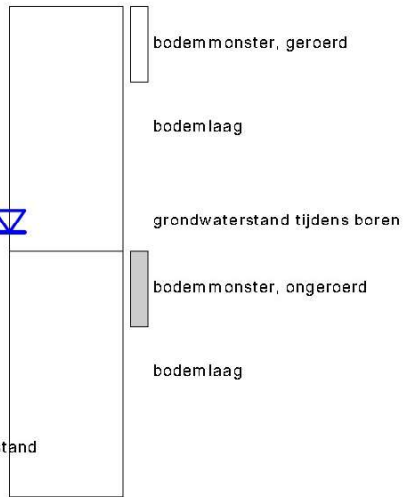 bodemmonster, geroerd
bodemlaag
grondwaterstand tijdens boren
bodemmonster, ongeroerd
bodemlaag
tand